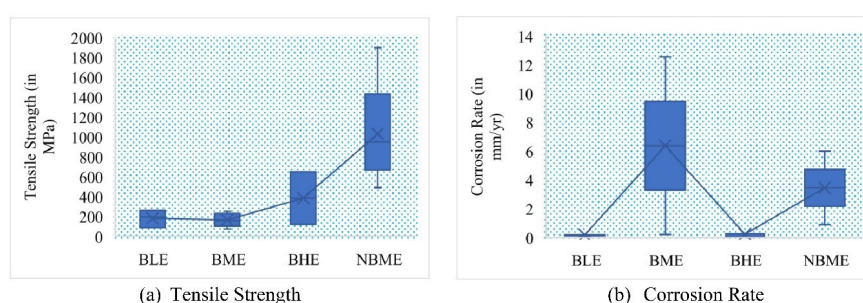 Tensile Strength (in
MPa)
2000
1800
1600
1400
1200
1000
800
600
400
200
0
BLE BME BHE NBME
(a) Tensile Strength
Corrosion Rate (in
mm/yr)
14
12
10
8
6
4
2
0
BLE BME BHE NBME
(b) Corrosion Rate